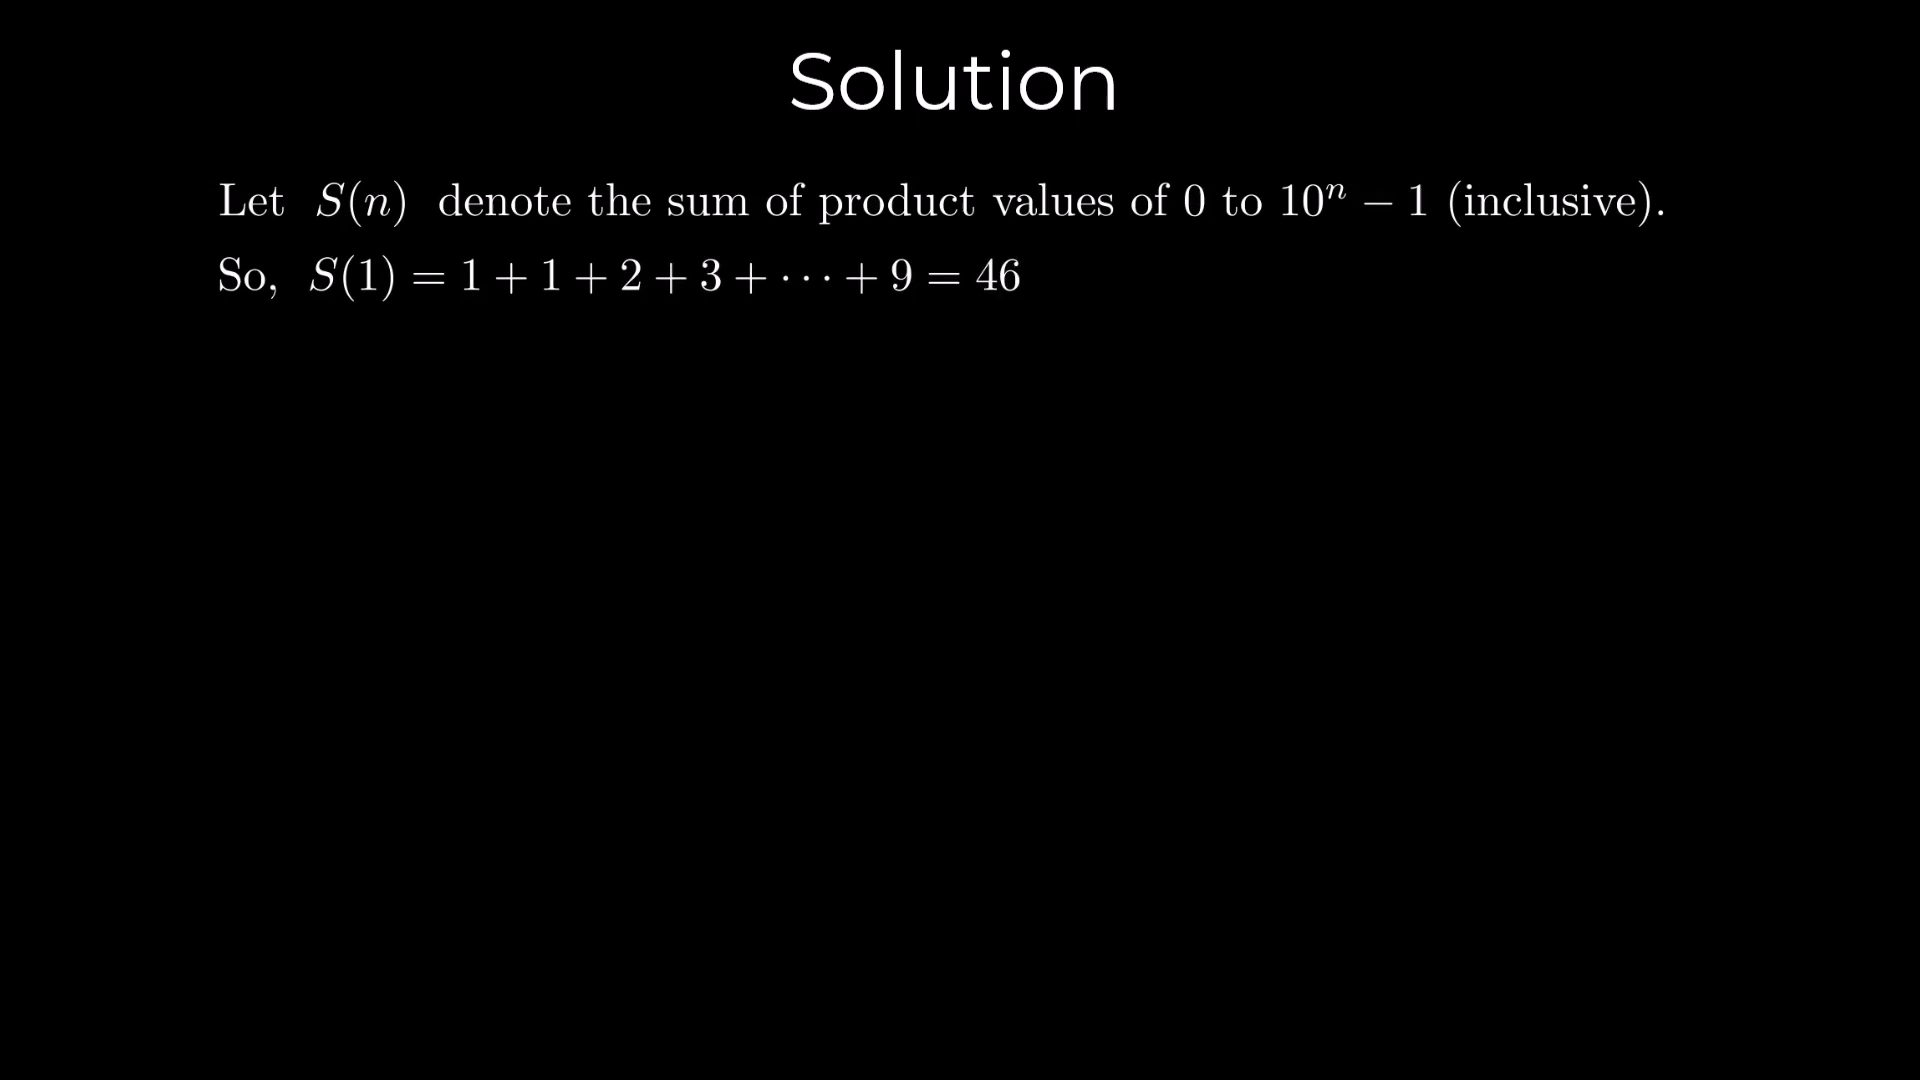 Solution
Let S(n) denote the sum of product values of 0 to 10ⁿ − 1 (inclusive).
So, S(1) = 1 + 1 + 2 + 3 + ⋯ + 9 = 46